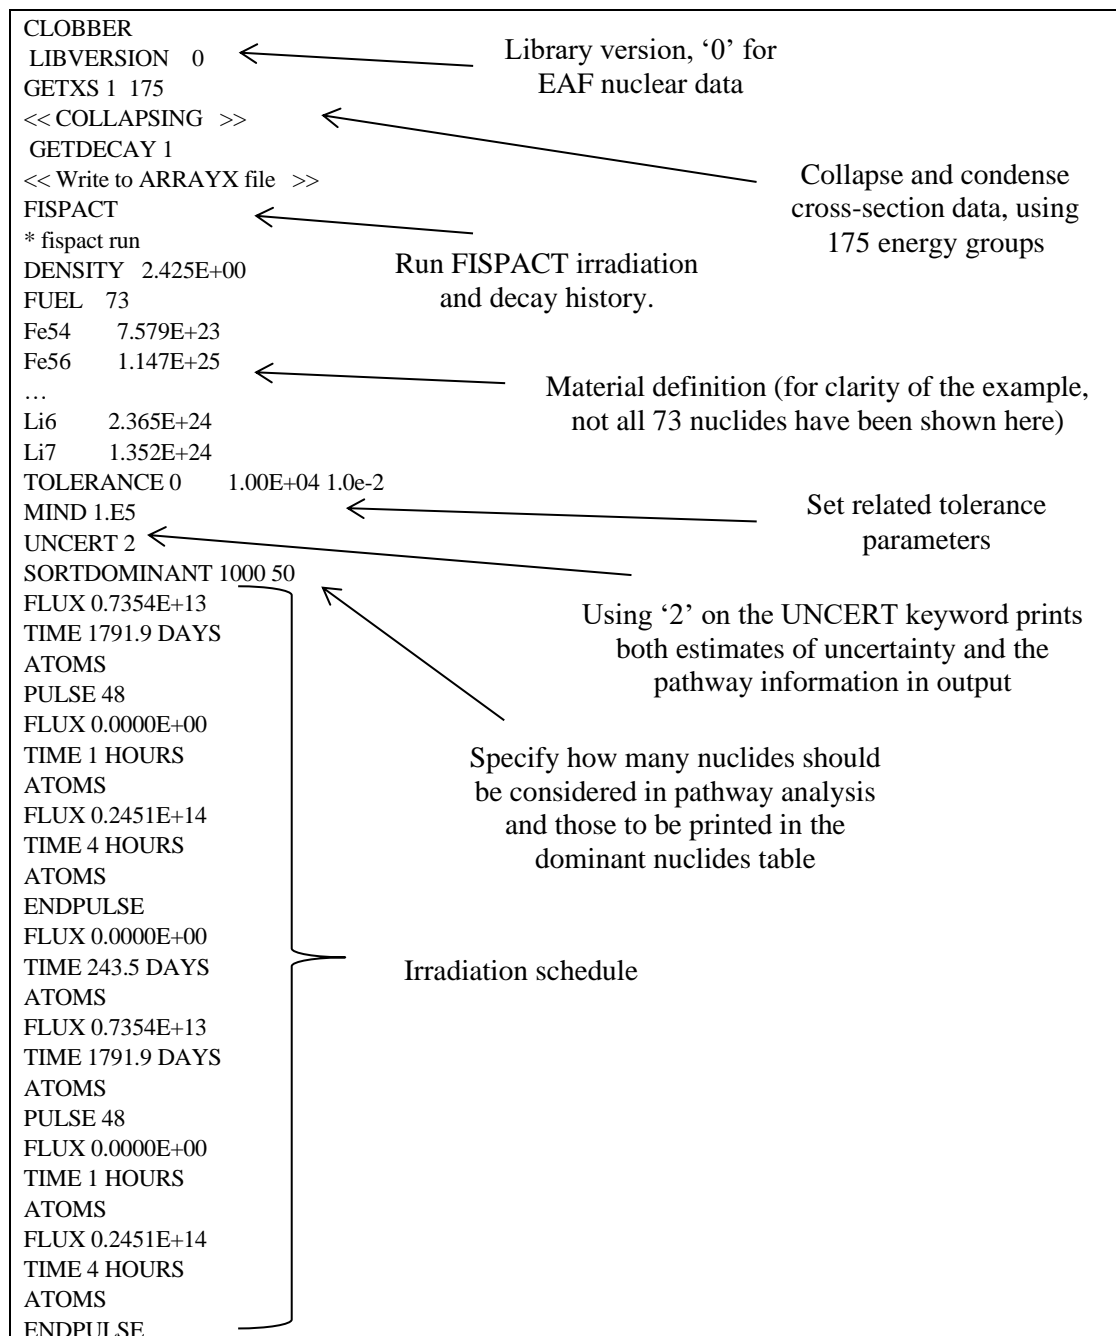 CLOBBER
LIBVERSION 0
GETXS 1 175
<< COLLAPSING >>
GETDECAY 1
<< Write to ARRAYX file >>
FISPACT
* fispact run
DENSITY 2.425E+00
FUEL 73
Fe54 7.579E+23
Fe56 1.147E+25
…
Li6 2.365E+24
Li7 1.352E+24
TOLERANCE 0 1.00E+04 1.0e-2
MIND 1.E5
UNCERT 2
SORTDOMINANT 1000 50
FLUX 0.7354E+13
TIME 1791.9 DAYS
ATOMS
PULSE 48
FLUX 0.0000E+00
TIME 1 HOURS
ATOMS
FLUX 0.2451E+14
TIME 4 HOURS
ATOMS
ENDPULSE
FLUX 0.0000E+00
TIME 243.5 DAYS
ATOMS
FLUX 0.7354E+13
TIME 1791.9 DAYS
ATOMS
PULSE 48
FLUX 0.0000E+00
TIME 1 HOURS
ATOMS
FLUX 0.2451E+14
TIME 4 HOURS
ATOMS
ENDPULSE
Library version, ‘0’ for
EAF nuclear data
Collapse and condense
cross-section data, using
175 energy groups
Run FISPACT irradiation
and decay history.
Material definition (for clarity of the example,
not all 73 nuclides have been shown here)
Set related tolerance
parameters
Using ‘2’ on the UNCERT keyword prints
both estimates of uncertainty and the
pathway information in output
Specify how many nuclides should
be considered in pathway analysis
and those to be printed in the
dominant nuclides table
Irradiation schedule